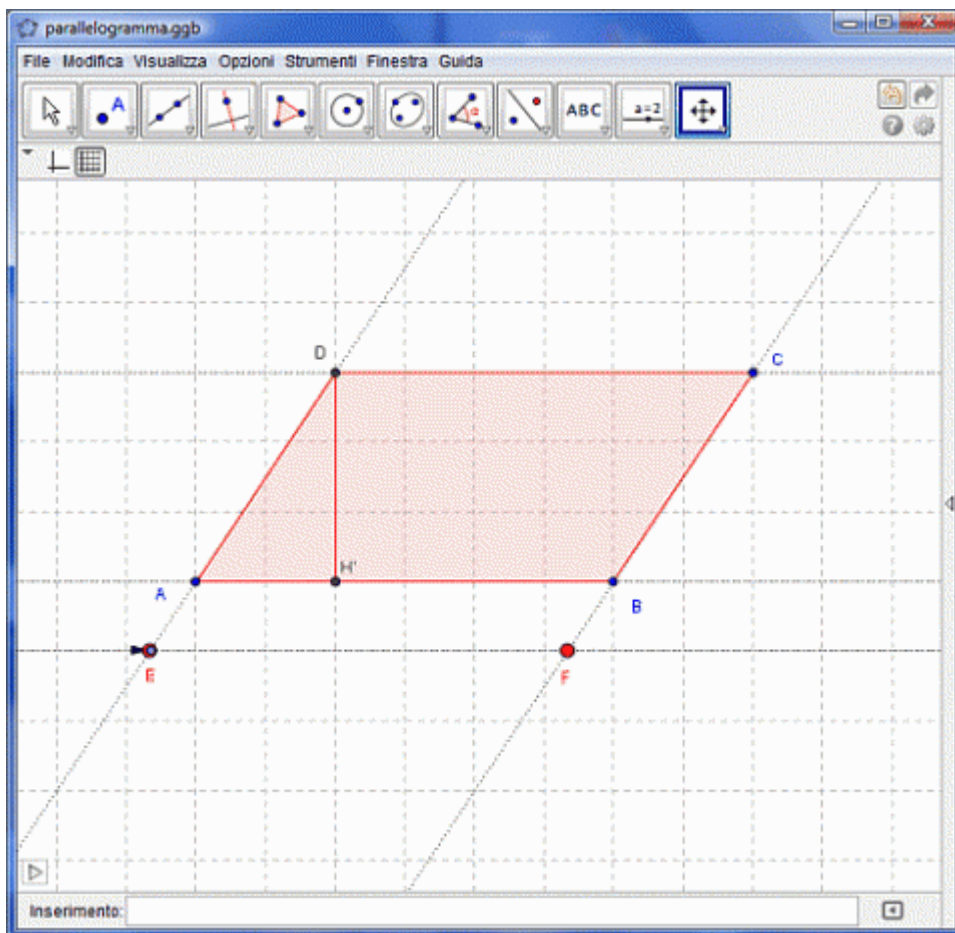 parallelogramma.ggb
File Modifica Visualizza Opzioni Strumenti Finestra Guida
A α ABC a=2
D
C
H'
A
B
E
F
Inserimento: